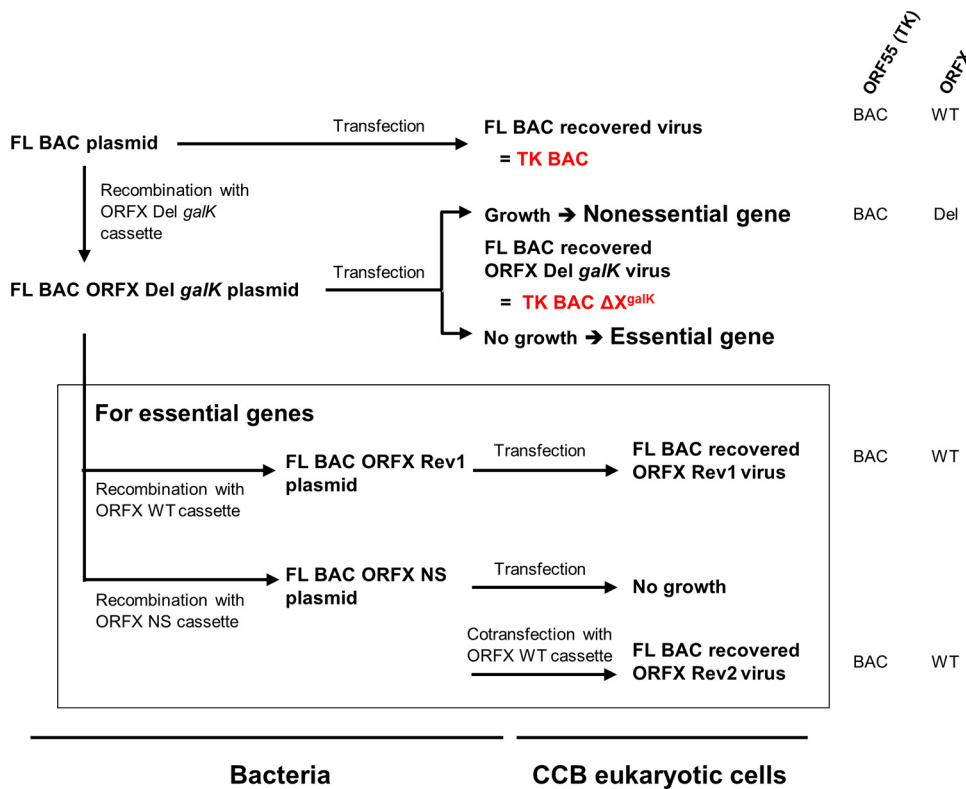 ORF55 (TK)
ORFX
Transfection
FL BAC recovered virus
BAC
WT
FL BAC plasmid
= TK BAC
Recombination with
ORFX Del galK
cassette
Growth ➔ Nonessential gene
BAC
Del
FL BAC recovered
ORFX Del galK virus
Transfection
FL BAC ORFX Del galK plasmid
= TK BAC ΔX^galK
No growth ➔ Essential gene
For essential genes
FL BAC ORFX Rev1
plasmid
Transfection
FL BAC recovered
ORFX Rev1 virus
BAC
WT
Recombination with
ORFX WT cassette
FL BAC ORFX NS
plasmid
Transfection
No growth
Recombination with
ORFX NS cassette
Cotransfection with
ORFX WT cassette
FL BAC recovered
ORFX Rev2 virus
BAC
WT
Bacteria
CCB eukaryotic cells